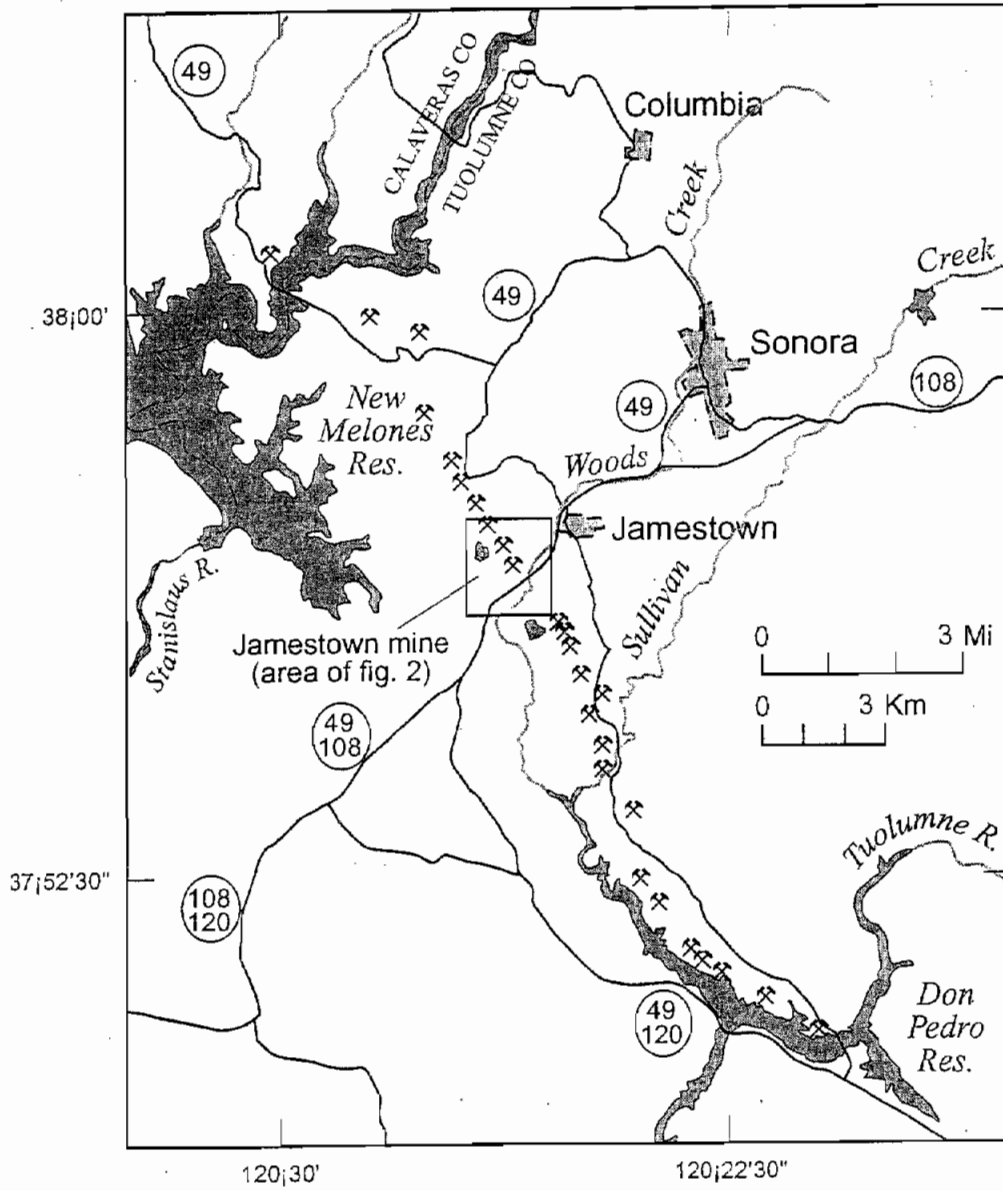 49
CALAVERAS CO
TUOLUMNE CO
Columbia
Creek
Creek
49
38¡00'
Sonora
108
New
Melones
Res.
49
Woods
Jamestown
Stanislaus R.
Sullivan
Jamestown mine
(area of fig. 2)
0 3 Mi
0 3 Km
49
108
Tuolumne R.
37¡52'30"
108
120
49
120
Don
Pedro
Res.
120¡30'
120¡22'30"